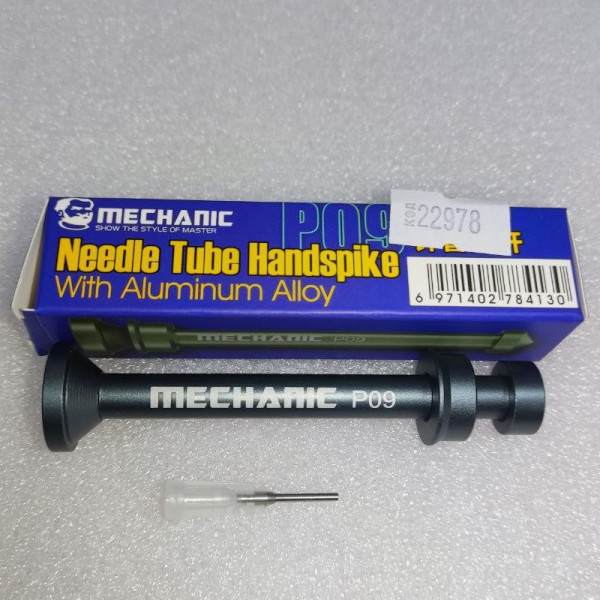 MECHANIC
SHOW THE STYLE OF MASTER
P09
код 22978
Needle Tube Handspike
With Aluminum Alloy
6 971402 784130
MECHANIC P09
MECHANIC P09